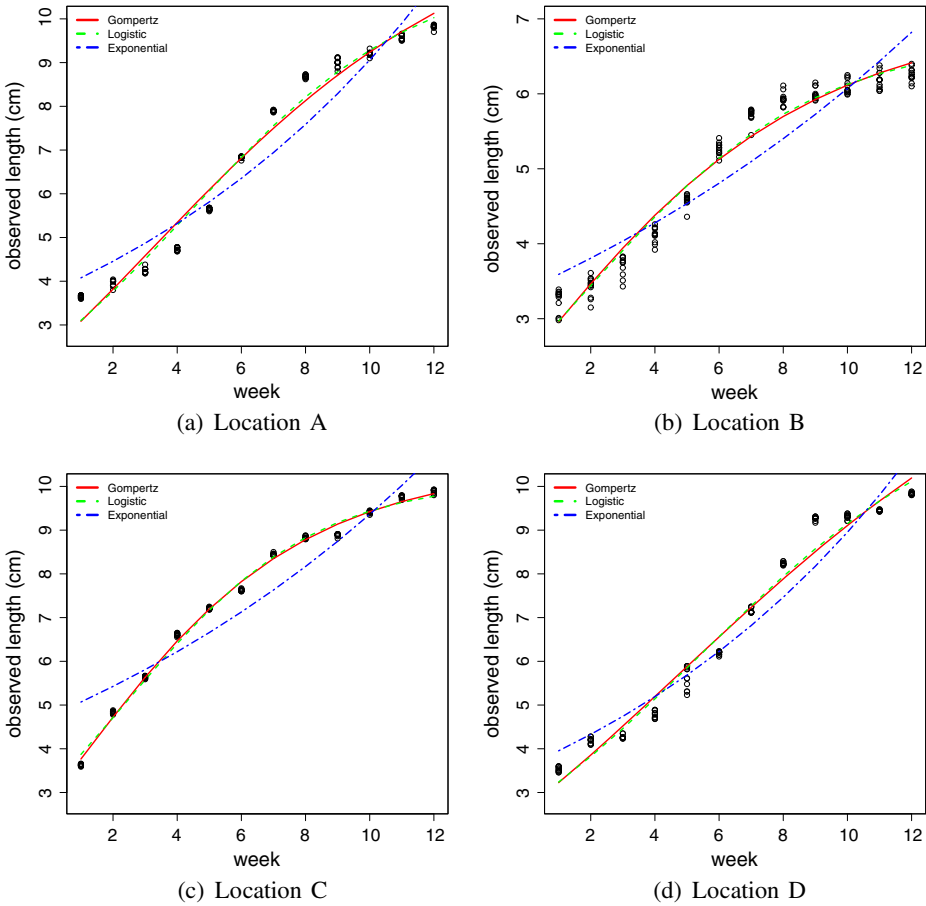 Gompertz
Logistic
Exponential
observed length (cm)
3 4 5 6 7 8 9 10
2 4 6 8 10 12
week
(a) Location A
Gompertz
Logistic
Exponential
observed length (cm)
3 4 5 6 7
2 4 6 8 10 12
week
(b) Location B
Gompertz
Logistic
Exponential
observed length (cm)
3 4 5 6 7 8 9 10
2 4 6 8 10 12
week
(c) Location C
Gompertz
Logistic
Exponential
observed length (cm)
3 4 5 6 7 8 9 10
2 4 6 8 10 12
week
(d) Location D